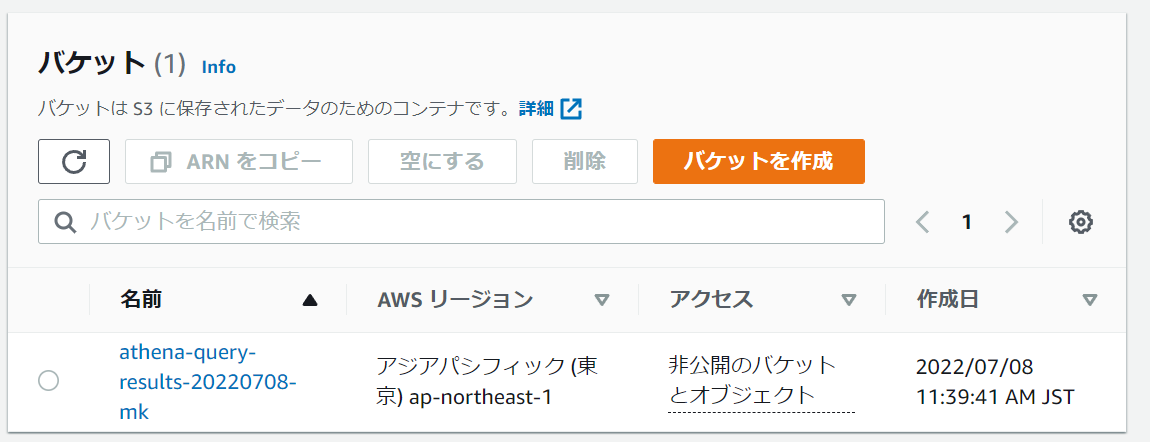 バケット (1) Info
バケットは S3 に保存されたデータのためのコンテナです。詳細
ARN をコピー 空にする 削除 バケットを作成
バケットを名前で検索 1
名前 AWS リージョン アクセス 作成日
athena-query-
results-20220708-
mk
アジアパシフィック (東
京) ap-northeast-1
非公開のバケット
とオブジェクト
2022/07/08
11:39:41 AM JST